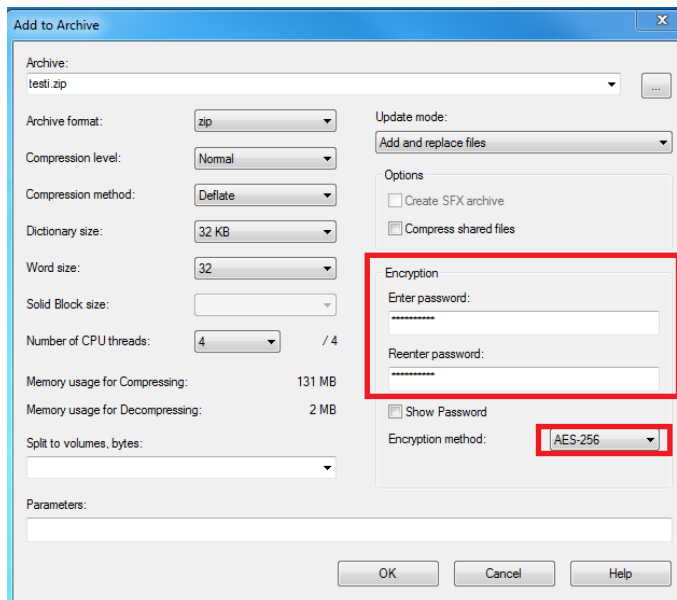 Add to Archive
Archive:
testi.zip
...
Archive format:
zip
Compression level:
Normal
Compression method:
Deflate
Dictionary size:
32 KB
Word size:
32
Solid Block size:
Number of CPU threads:
4
/ 4
Memory usage for Compressing:
131 MB
Memory usage for Decompressing:
2 MB
Split to volumes, bytes:
Parameters:
Update mode:
Add and replace files
Options
Create SFX archive
Compress shared files
Encryption
Enter password:
**********
Reenter password:
**********
Show Password
Encryption method:
AES-256
OK
Cancel
Help